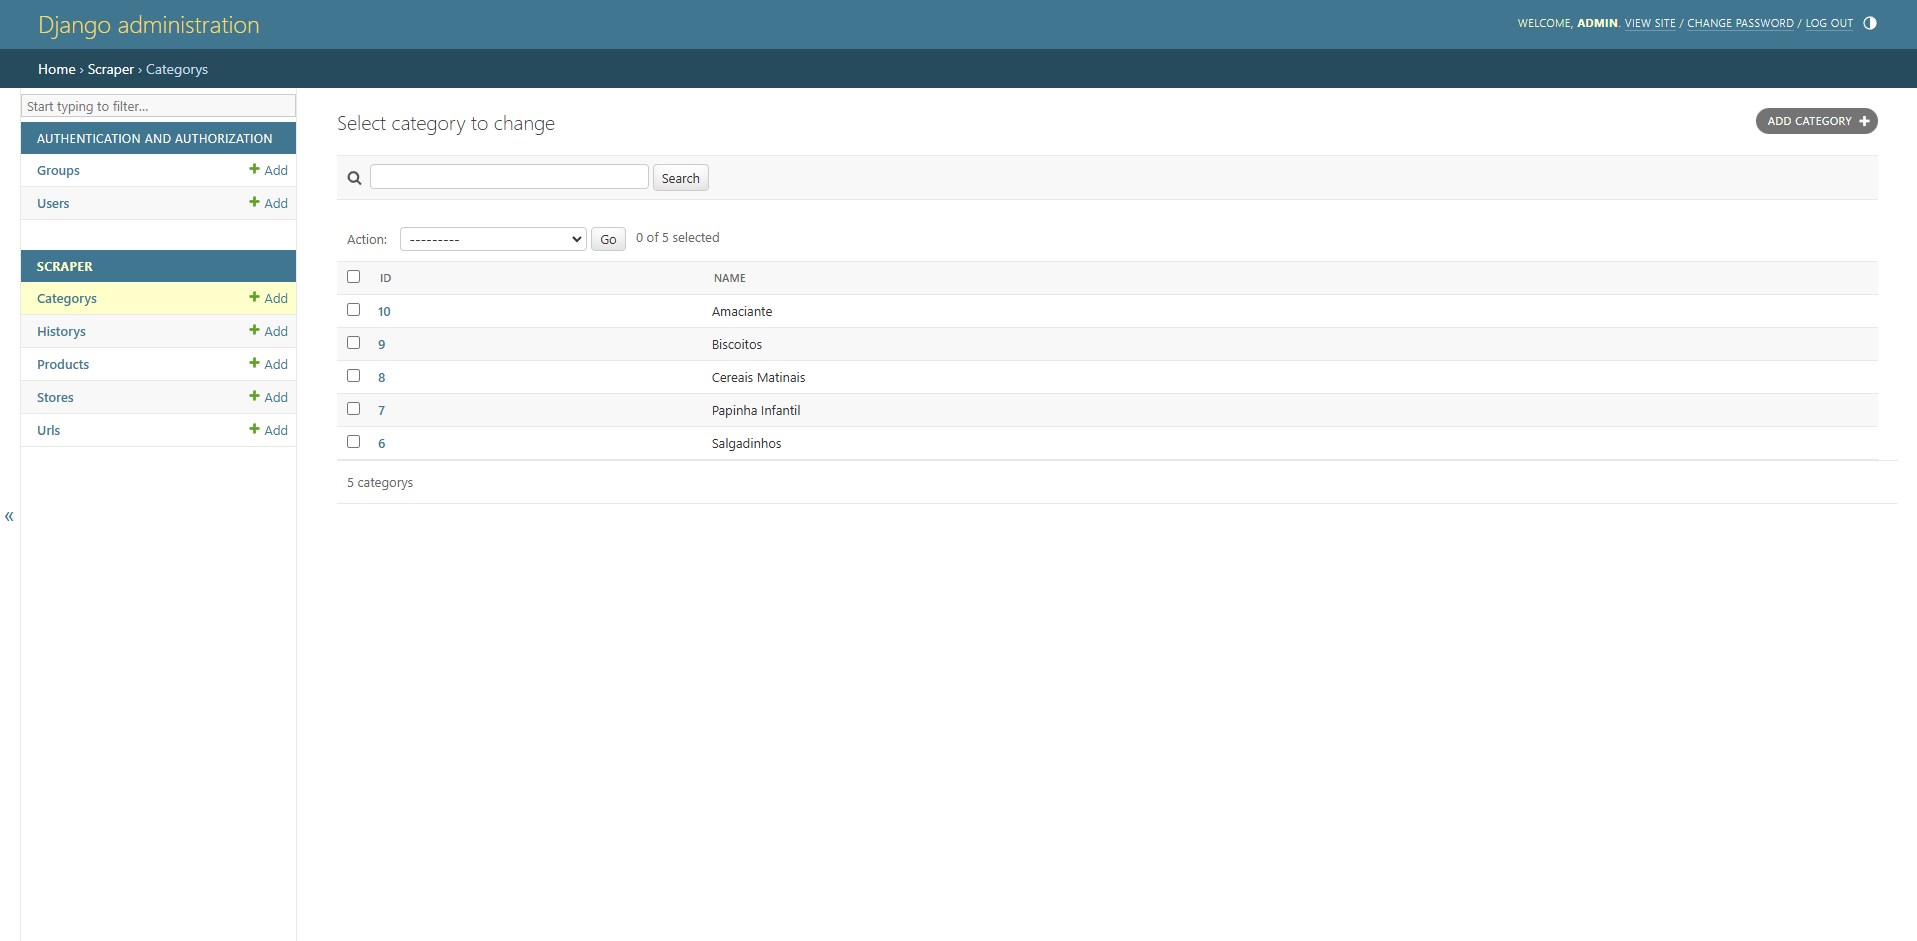 Django administration
WELCOME, ADMIN. VIEW SITE / CHANGE PASSWORD / LOG OUT
Home › Scraper › Categorys
Start typing to filter...
AUTHENTICATION AND AUTHORIZATION
Groups + Add
Users + Add
SCRAPER
Categorys + Add
Historys + Add
Products + Add
Stores + Add
Urls + Add
«
Select category to change
ADD CATEGORY +
Search
Action: --------- Go 0 of 5 selected
ID NAME
10 Amaciante
9 Biscoitos
8 Cereais Matinais
7 Papinha Infantil
6 Salgadinhos
5 categorys